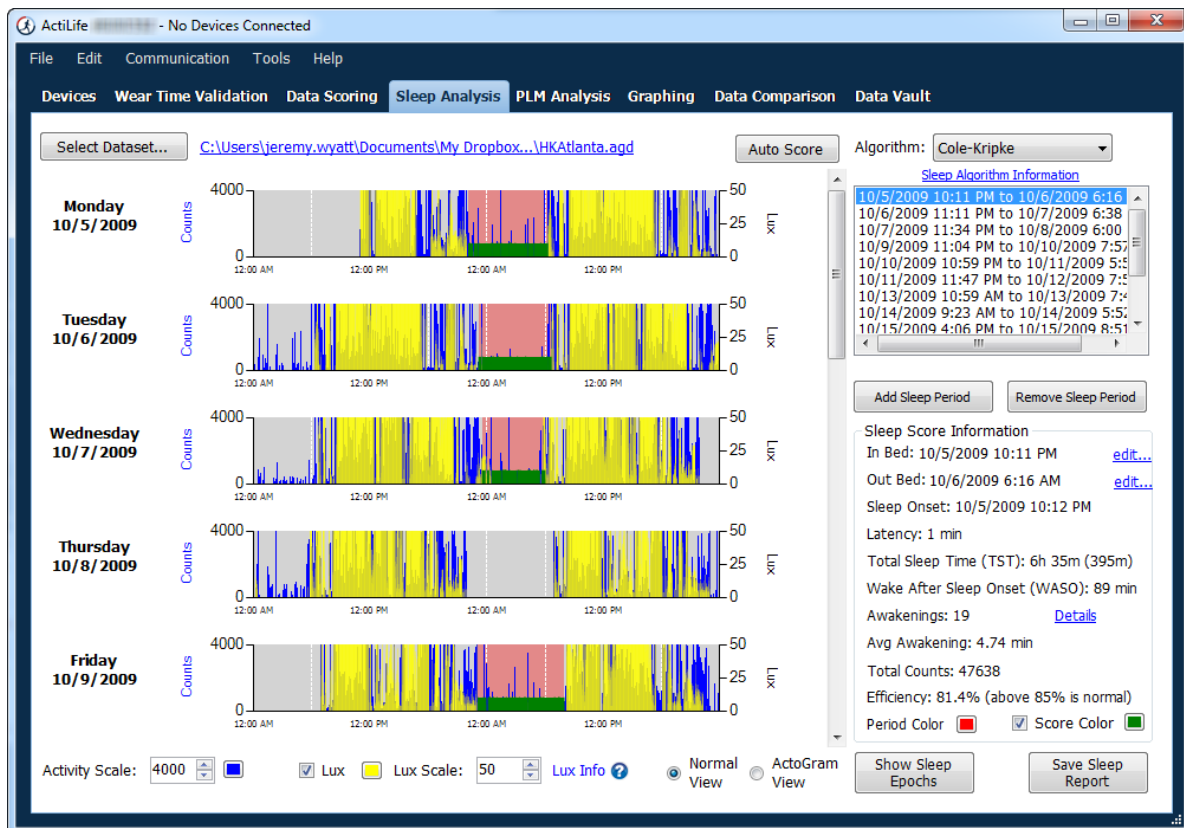 ActiLife - No Devices Connected
File Edit Communication Tools Help
Devices Wear Time Validation Data Scoring Sleep Analysis PLM Analysis Graphing Data Comparison Data Vault
Select Dataset... C:\Users\jeremy.wyatt\Documents\My Dropbox...\HKAtlanta.agd Auto Score Algorithm: Cole-Kripke
Sleep Algorithm Information
Monday
10/5/2009
Counts
4000
0
50
25
0
Lux
12:00 AM 12:00 PM 12:00 AM 12:00 PM
Tuesday
10/6/2009
Counts
4000
0
50
25
0
Lux
12:00 AM 12:00 PM 12:00 AM 12:00 PM
Wednesday
10/7/2009
Counts
4000
0
50
25
0
Lux
12:00 AM 12:00 PM 12:00 AM 12:00 PM
Thursday
10/8/2009
Counts
4000
0
50
25
0
Lux
12:00 AM 12:00 PM 12:00 AM 12:00 PM
Friday
10/9/2009
Counts
4000
0
50
25
0
Lux
12:00 AM 12:00 PM 12:00 AM 12:00 PM
10/5/2009 10:11 PM to 10/6/2009 6:16
10/6/2009 11:11 PM to 10/7/2009 6:38
10/7/2009 11:34 PM to 10/8/2009 6:00
10/9/2009 11:04 PM to 10/10/2009 7:57
10/10/2009 10:59 PM to 10/11/2009 5:5
10/11/2009 11:47 PM to 10/12/2009 7:5
10/13/2009 10:59 AM to 10/13/2009 7:4
10/14/2009 9:23 AM to 10/14/2009 5:52
10/15/2009 4:06 PM to 10/15/2009 8:51
Add Sleep Period Remove Sleep Period
Sleep Score Information
In Bed: 10/5/2009 10:11 PM edit...
Out Bed: 10/6/2009 6:16 AM edit...
Sleep Onset: 10/5/2009 10:12 PM
Latency: 1 min
Total Sleep Time (TST): 6h 35m (395m)
Wake After Sleep Onset (WASO): 89 min
Awakenings: 19 Details
Avg Awakening: 4.74 min
Total Counts: 47638
Efficiency: 81.4% (above 85% is normal)
Period Color Score Color
Activity Scale: 4000 Lux Lux Scale: 50 Lux Info ? Normal View ActoGram View
Show Sleep Epochs Save Sleep Report